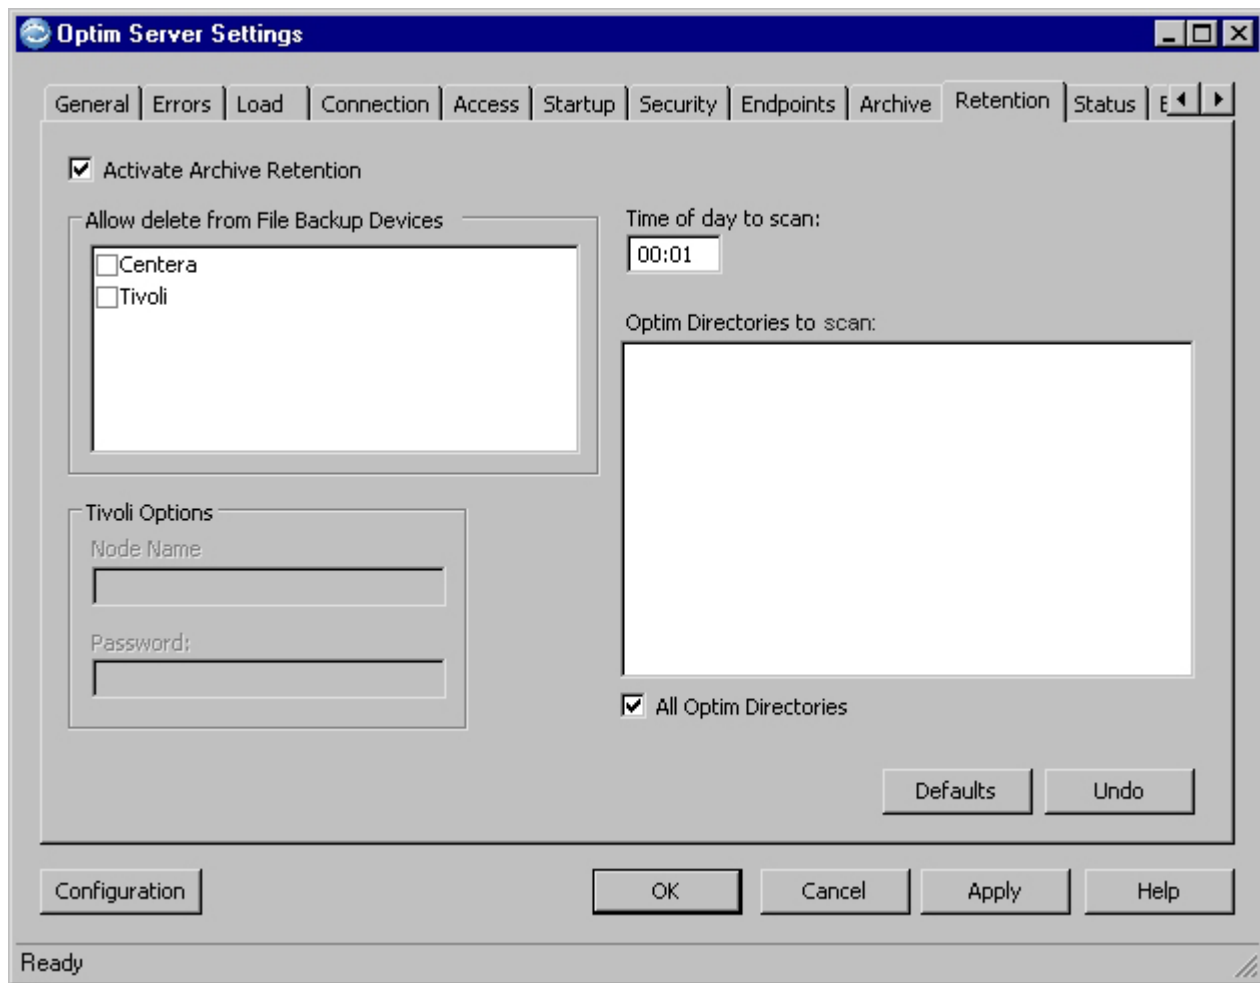 Optim Server Settings
General Errors Load Connection Access Startup Security Endpoints Archive Retention Status
Activate Archive Retention
Allow delete from File Backup Devices
Centera
Tivoli
Time of day to scan:
00:01
Optim Directories to scan:
Tivoli Options
Node Name
Password:
All Optim Directories
Defaults Undo
Configuration OK Cancel Apply Help
Ready